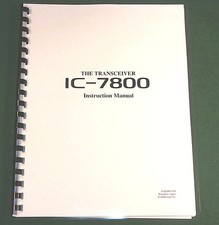 THE TRANSCEIVER
IC-7800
Instruction Manual